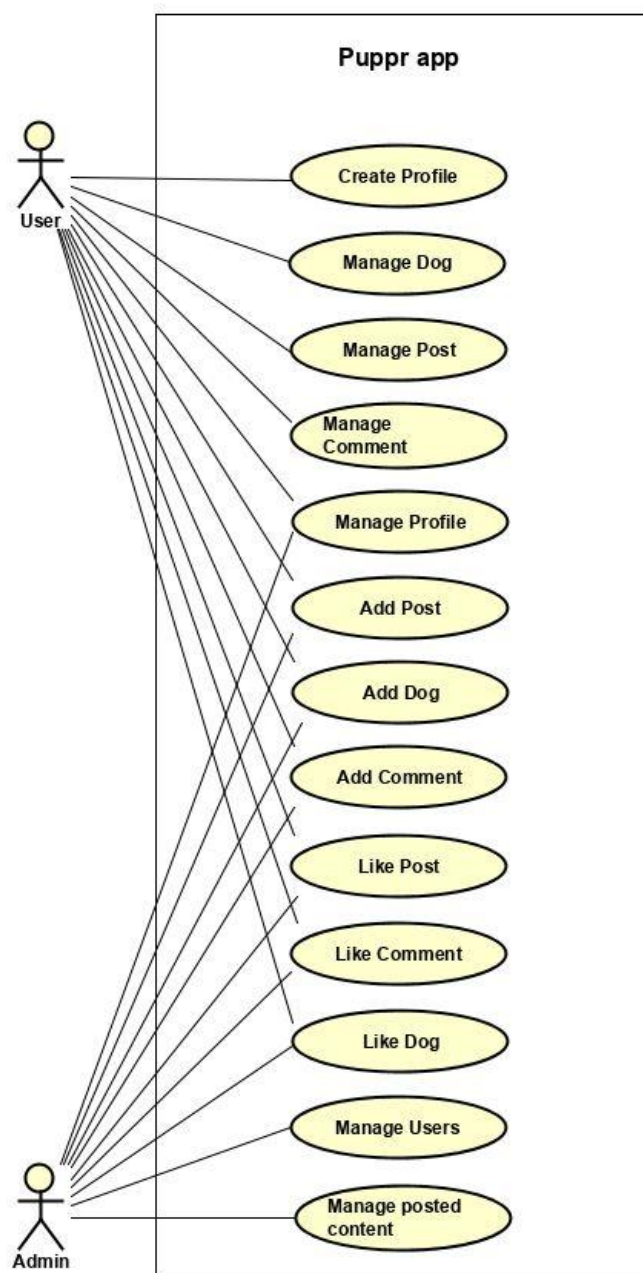 Puppr app
User
Create Profile
Manage Dog
Manage Post
Manage
Comment
Manage Profile
Add Post
Add Dog
Add Comment
Like Post
Like Comment
Like Dog
Manage Users
Manage posted
content
Admin